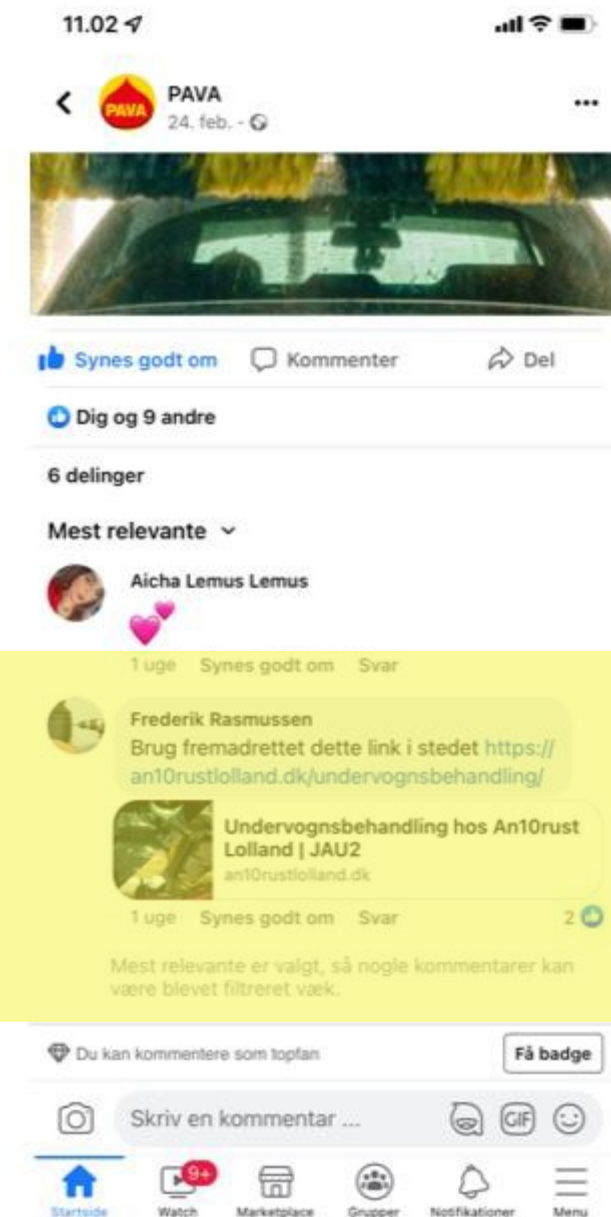 11.02
PAVA
PAVA
24. feb. -
Synes godt om Kommenter Del
Dig og 9 andre
6 delinger
Mest relevante
Aicha Lemus Lemus
1 uge Synes godt om Svar
Frederik Rasmussen
Brug fremadrettet dette link i stedet https://
an10rustlolland.dk/undervognsbehandling/
Undervognsbehandling hos An10rust
Lolland | JAU2
an10rustlolland.dk
1 uge Synes godt om Svar 2
Mest relevante er valgt, så nogle kommentarer kan
være blevet filtreret væk.
Du kan kommentere som topfan Få badge
Skriv en kommentar ... GIF
9+
Startside Watch Marketplace Grupper Notifikationer Menu